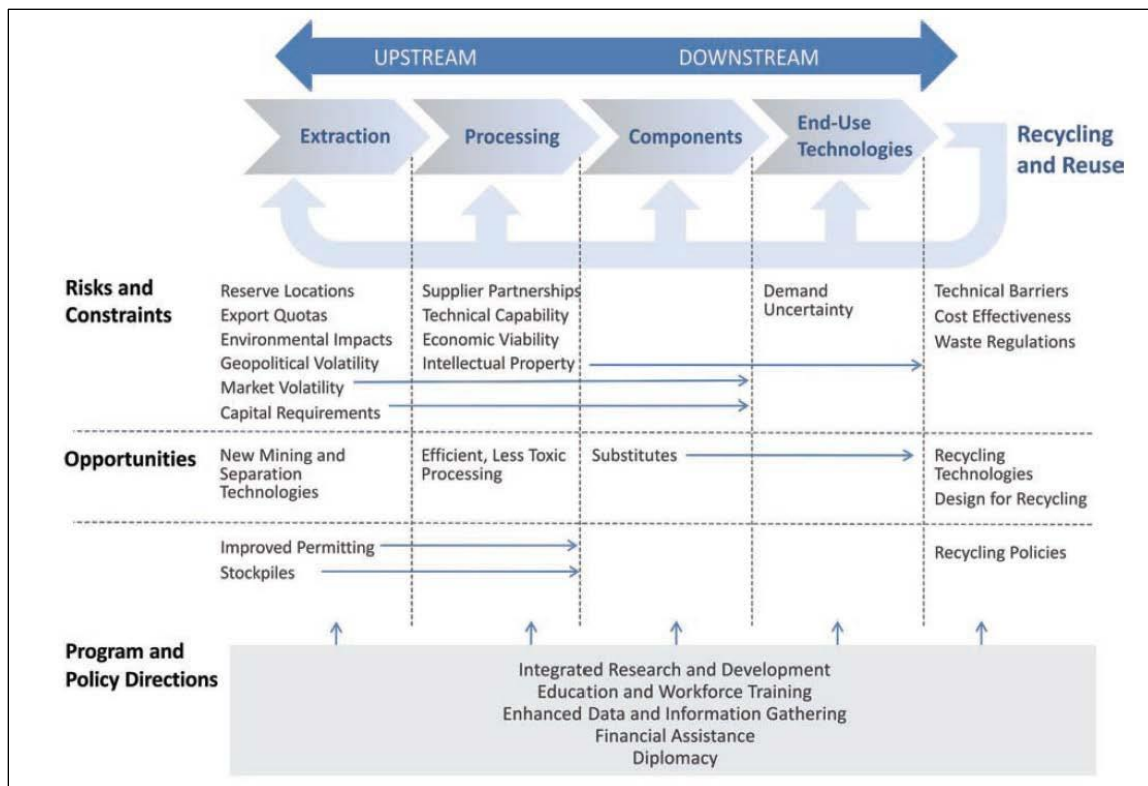 UPSTREAM
DOWNSTREAM
Extraction
Processing
Components
End-Use
Technologies
Recycling
and Reuse
Risks and
Constraints
Reserve Locations
Export Quotas
Environmental Impacts
Geopolitical Volatility
Market Volatility
Capital Requirements
Supplier Partnerships
Technical Capability
Economic Viability
Intellectual Property
Demand
Uncertainty
Technical Barriers
Cost Effectiveness
Waste Regulations
Opportunities
New Mining and
Separation
Technologies
Efficient, Less Toxic
Processing
Substitutes
Recycling
Technologies
Design for Recycling
Improved Permitting
Stockpiles
Recycling Policies
Program and
Policy Directions
Integrated Research and Development
Education and Workforce Training
Enhanced Data and Information Gathering
Financial Assistance
Diplomacy